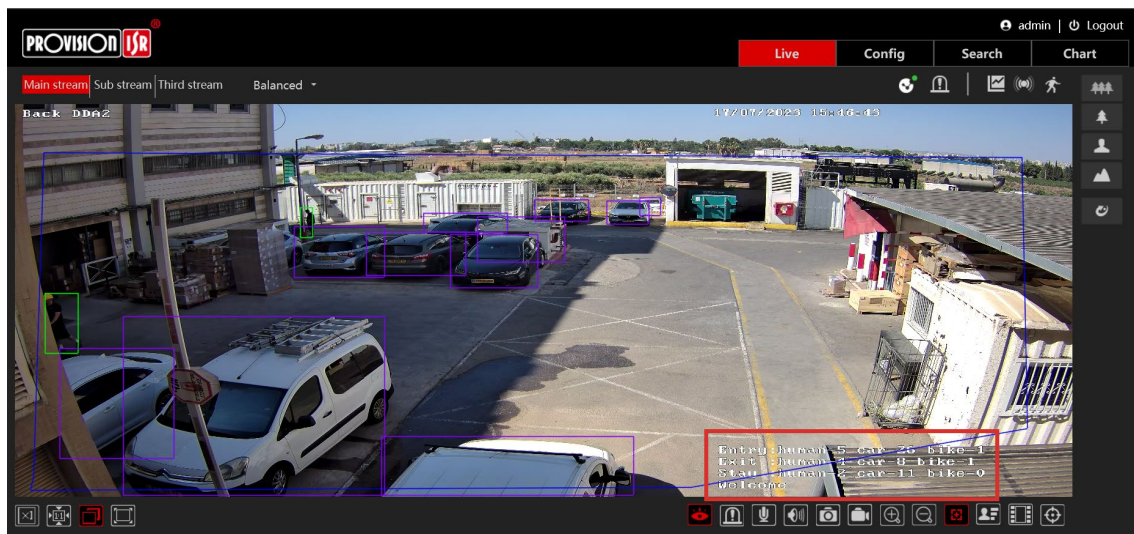 PROVISION ISR
admin | Logout
Live Config Search Chart
Main stream Sub stream Third stream Balanced
Back DDA2 17/07/2023 15:46:43
Entry:human-5 car-26 bike-1
Exit :human-4 car-8 bike-1
Stay :human-2 car-11 bike-0
Welcome